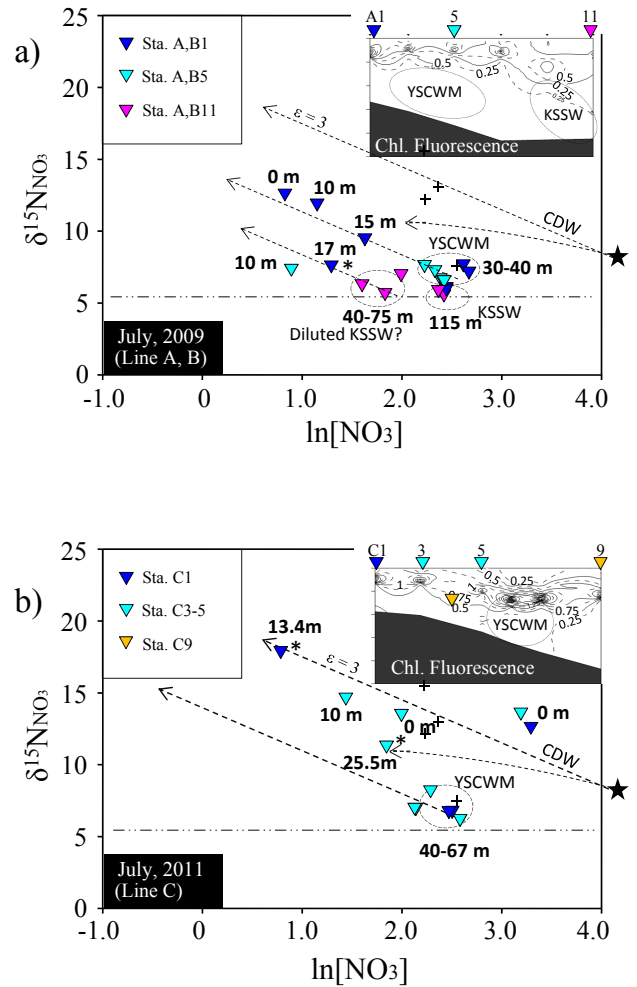 a)
Sta. A,B1
Sta. A,B5
Sta. A,B11
A1 5 11
0.5
0.25
0.5
0.25
0.25
YSCWM
KSSW
Chl. Fluorescence
25
20
15
10
5
0
δ¹⁵N_NO₃
ε = 3
CDW
0 m
10 m
15 m
17 m
*
10 m
YSCWM
30-40 m
40-75 m
KSSW
115 m
Diluted KSSW?
July, 2009
(Line A, B)
-1.0 0 1.0 2.0 3.0 4.0
ln[NO₃]
b)
Sta. C1
Sta. C3-5
Sta. C9
C1 3 5 9
1
1
0.5
0.25
0.75
0.5
0.75
0.25
YSCWM
Chl. Fluorescence
25
20
15
10
5
0
δ¹⁵N_NO₃
13.4m
*
ε = 3
10 m
0 m
0 m
*
25.5m
CDW
YSCWM
40-67 m
July, 2011
(Line C)
-1.0 0 1.0 2.0 3.0 4.0
ln[NO₃]